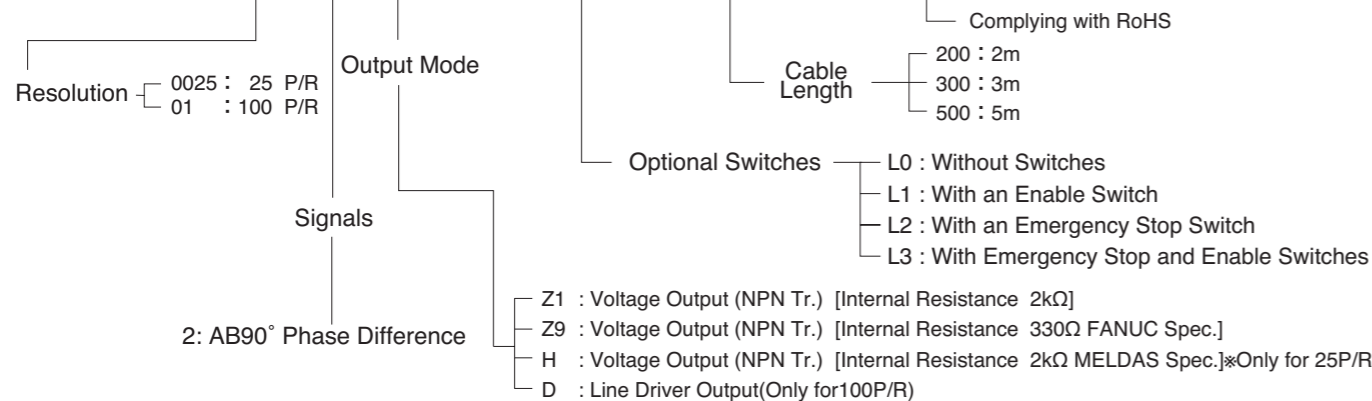 Complying with RoHS
Resolution
0025 : 25 P/R
01 : 100 P/R
Output Mode
Cable
Length
200 : 2m
300 : 3m
500 : 5m
Optional Switches
L0 : Without Switches
L1 : With an Enable Switch
L2 : With an Emergency Stop Switch
L3 : With Emergency Stop and Enable Switches
Signals
2: AB90° Phase Difference
Z1 : Voltage Output (NPN Tr.) [Internal Resistance 2kΩ]
Z9 : Voltage Output (NPN Tr.) [Internal Resistance 330Ω FANUC Spec.]
H : Voltage Output (NPN Tr.) [Internal Resistance 2kΩ MELDAS Spec.]※Only for 25P/R
D : Line Driver Output(Only for100P/R)